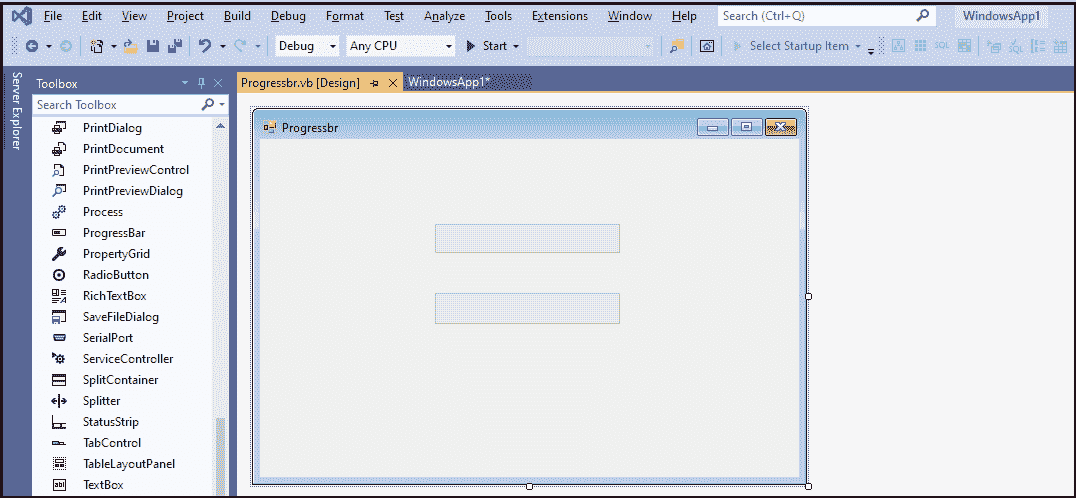 File Edit View Project Build Debug Format Test Analyze Tools Extensions Window Help Search (Ctrl+Q) WindowsApp1
Debug Any CPU Start Select Startup Item SQL
Server Explorer
Toolbox
Progressbr.vb [Design] WindowsApp1*
Search Toolbox
PrintDialog
PrintDocument
PrintPreviewControl
PrintPreviewDialog
Process
ProgressBar
PropertyGrid
RadioButton
RichTextBox
SaveFileDialog
SerialPort
ServiceController
SplitContainer
Splitter
StatusStrip
TabControl
TableLayoutPanel
abl TextBox
Progressbr